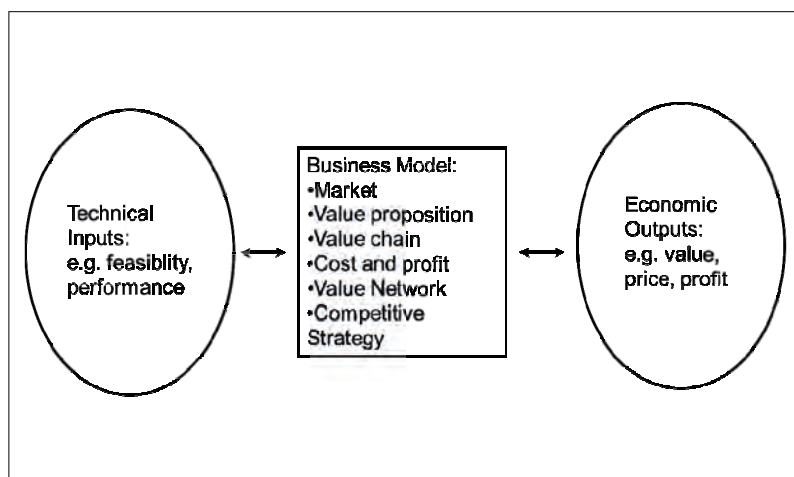 Technical
Inputs:
e.g. feasiblity,
performance
Business Model:
•Market
•Value proposition
•Value chain
•Cost and profit
•Value Network
•Competitive
Strategy
Economic
Outputs:
e.g. value,
price, profit